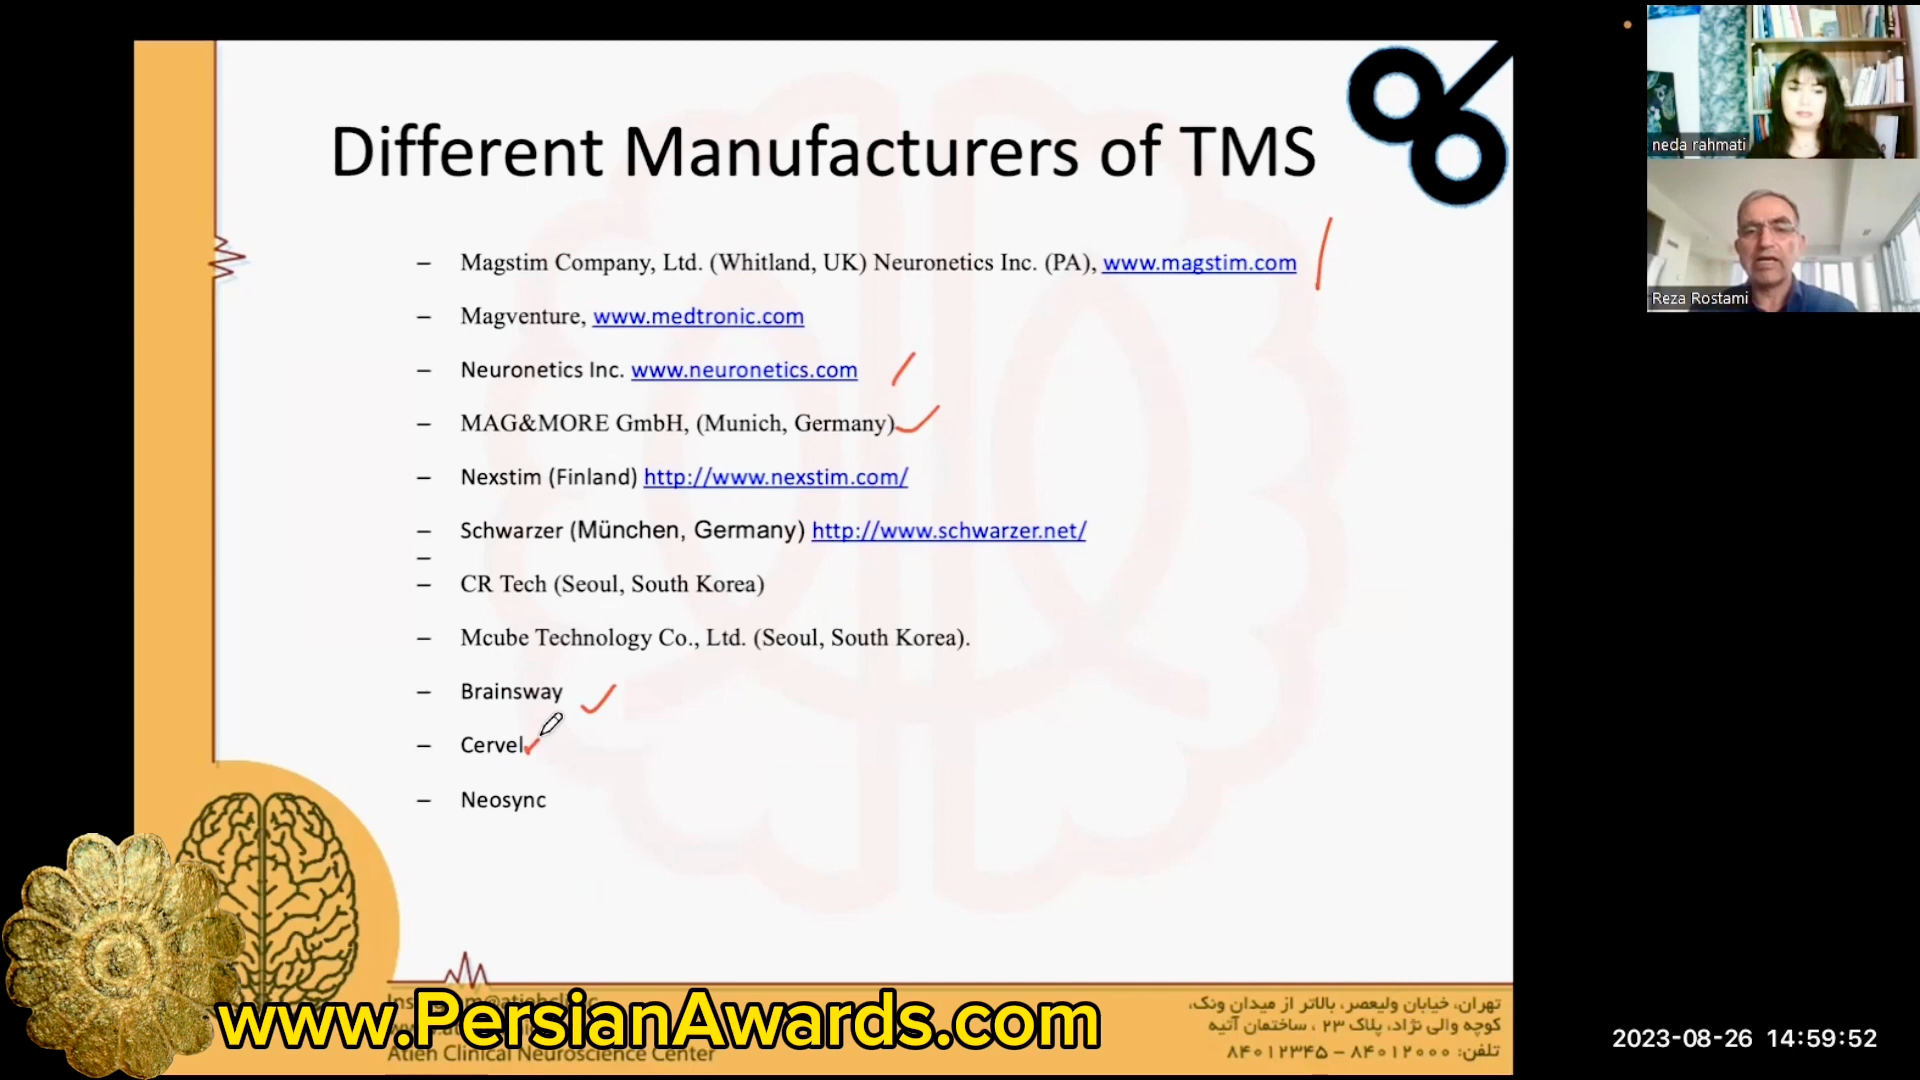 Different Manufacturers of TMS
– Magstim Company, Ltd. (Whitland, UK) Neuronetics Inc. (PA), www.magstim.com
– Magventure, www.medtronic.com
– Neuronetics Inc. www.neuronetics.com
– MAG&MORE GmbH, (Munich, Germany)
– Nexstim (Finland) http://www.nexstim.com/
– Schwarzer (München, Germany) http://www.schwarzer.net/
–
– CR Tech (Seoul, South Korea)
– Mcube Technology Co., Ltd. (Seoul, South Korea).
– Brainsway
– Cervel
– Neosync
neda rahmati
Reza Rostami
www.PersianAwards.com
Atieh Clinical Neuroscience Center
تهران، خیابان ولیعصر، بالاتر از میدان ونک،
کوچه والی نژاد، پلاک ۲۳ ، ساختمان آتیه
تلفن: ۸۴۰۱۲۰۰۰ – ۸۴۰۱۲۳۴۵
2023-08-26 14:59:52